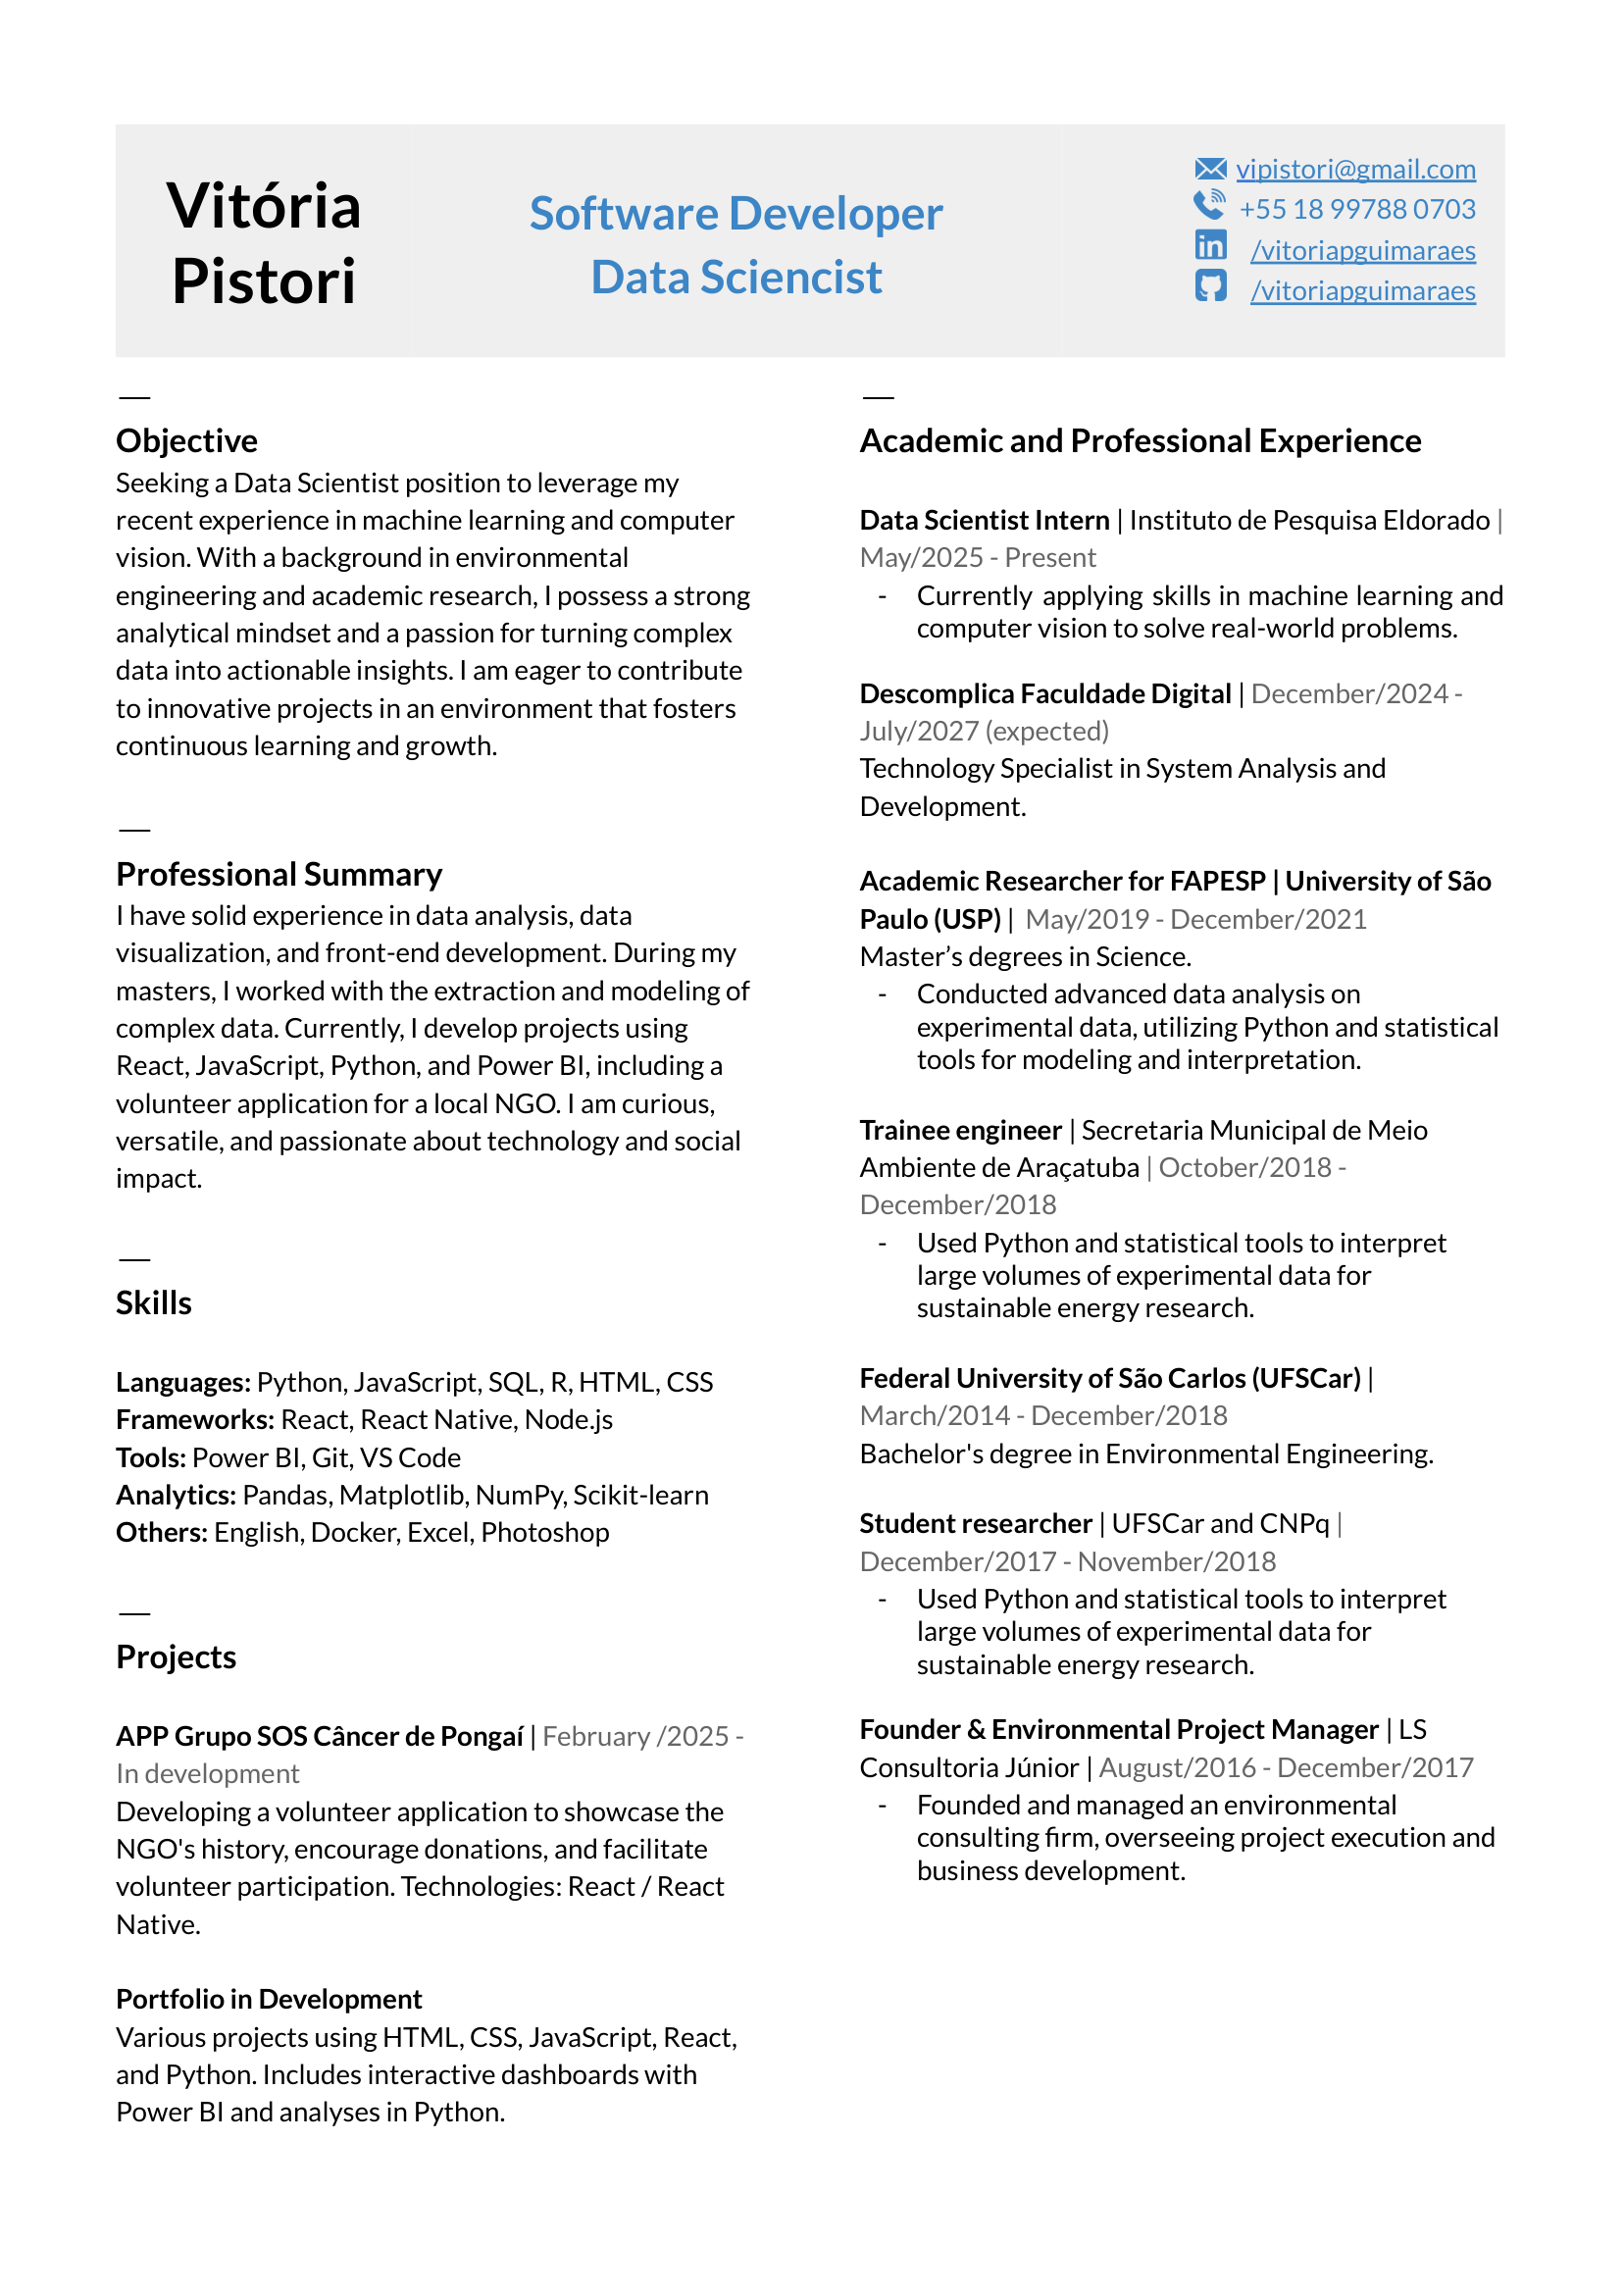 Vitória
Pistori
Software Developer
Data Sciencist
vipistori@gmail.com
+55 18 99788 0703
/vitoriapguimaraes
/vitoriapguimaraes
Objective
Seeking a Data Scientist position to leverage my
recent experience in machine learning and computer
vision. With a background in environmental
engineering and academic research, I possess a strong
analytical mindset and a passion for turning complex
data into actionable insights. I am eager to contribute
to innovative projects in an environment that fosters
continuous learning and growth.
Professional Summary
I have solid experience in data analysis, data
visualization, and front-end development. During my
masters, I worked with the extraction and modeling of
complex data. Currently, I develop projects using
React, JavaScript, Python, and Power BI, including a
volunteer application for a local NGO. I am curious,
versatile, and passionate about technology and social
impact.
Skills
Languages: Python, JavaScript, SQL, R, HTML, CSS
Frameworks: React, React Native, Node.js
Tools: Power BI, Git, VS Code
Analytics: Pandas, Matplotlib, NumPy, Scikit-learn
Others: English, Docker, Excel, Photoshop
Projects
APP Grupo SOS Câncer de Pongaí | February /2025 -
In development
Developing a volunteer application to showcase the
NGO's history, encourage donations, and facilitate
volunteer participation. Technologies: React / React
Native.
Portfolio in Development
Various projects using HTML, CSS, JavaScript, React,
and Python. Includes interactive dashboards with
Power BI and analyses in Python.
Academic and Professional Experience
Data Scientist Intern | Instituto de Pesquisa Eldorado |
May/2025 - Present
- Currently applying skills in machine learning and
computer vision to solve real-world problems.
Descomplica Faculdade Digital | December/2024 -
July/2027 (expected)
Technology Specialist in System Analysis and
Development.
Academic Researcher for FAPESP | University of São
Paulo (USP) | May/2019 - December/2021
Master’s degrees in Science.
- Conducted advanced data analysis on
experimental data, utilizing Python and statistical
tools for modeling and interpretation.
Trainee engineer | Secretaria Municipal de Meio
Ambiente de Araçatuba | October/2018 -
December/2018
- Used Python and statistical tools to interpret
large volumes of experimental data for
sustainable energy research.
Federal University of São Carlos (UFSCar) |
March/2014 - December/2018
Bachelor's degree in Environmental Engineering.
Student researcher | UFSCar and CNPq |
December/2017 - November/2018
- Used Python and statistical tools to interpret
large volumes of experimental data for
sustainable energy research.
Founder & Environmental Project Manager | LS
Consultoria Júnior | August/2016 - December/2017
- Founded and managed an environmental
consulting firm, overseeing project execution and
business development.